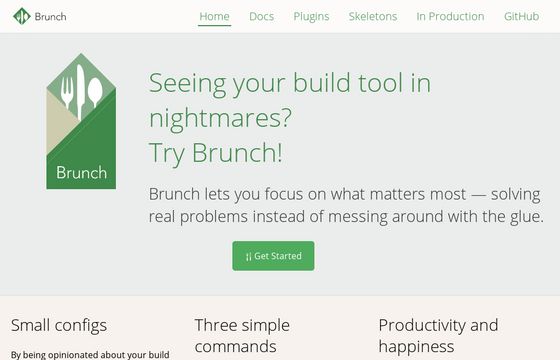 Brunch
Home
Docs
Plugins
Skeletons
In Production
GitHub
Brunch
Seeing your build tool in
nightmares?
Try Brunch!
Brunch lets you focus on what matters most — solving
real problems instead of messing around with the glue.
Get Started
Small configs
By being opinionated about your build
Three simple
commands
Productivity and
happiness